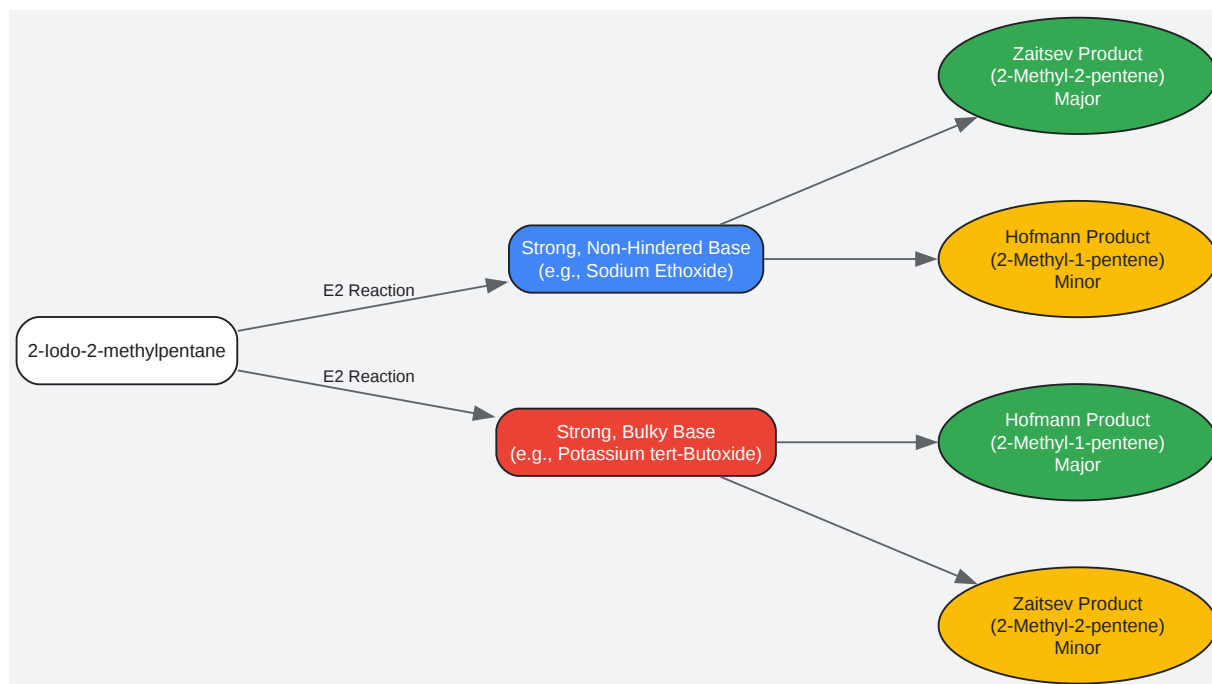 Zaitsev Product
(2-Methyl-2-pentene)
Major
Hofmann Product
(2-Methyl-1-pentene)
Minor
Strong, Non-Hindered Base
(e.g., Sodium Ethoxide)
E2 Reaction
2-Iodo-2-methylpentane
E2 Reaction
Strong, Bulky Base
(e.g., Potassium tert-Butoxide)
Hofmann Product
(2-Methyl-1-pentene)
Major
Zaitsev Product
(2-Methyl-2-pentene)
Minor